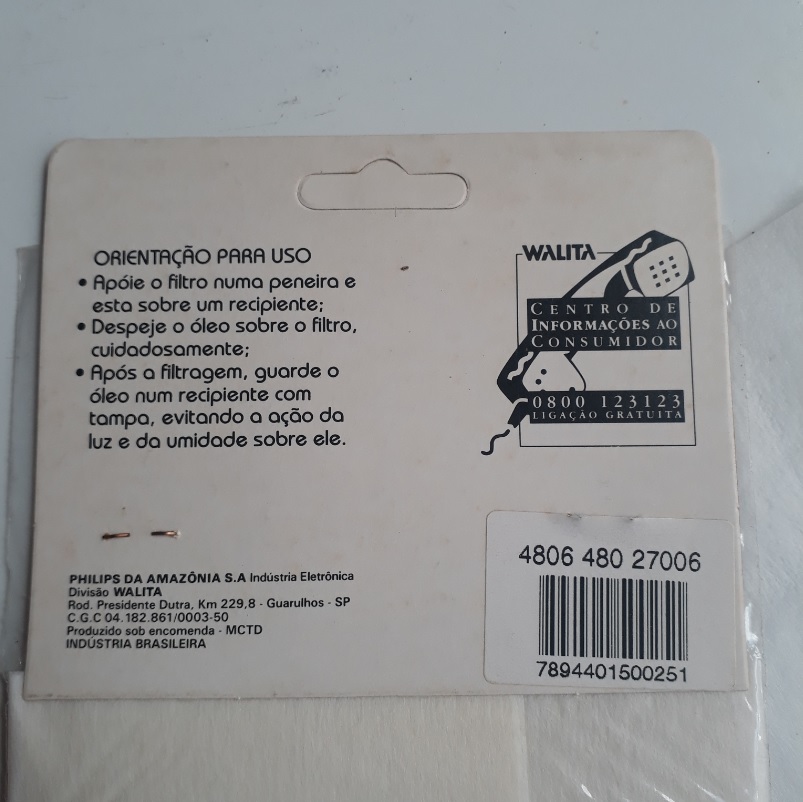 ORIENTAÇÃO PARA USO
• Apóie o filtro numa peneira e
esta sobre um recipiente;
• Despeje o óleo sobre o filtro,
cuidadosamente;
• Após a filtragem, guarde o
óleo num recipiente com
tampa, evitando a ação da
luz e da umidade sobre ele.
WALITA
CENTRO DE
INFORMAÇÕES AO
CONSUMIDOR
0800 123123
LIGAÇÃO GRATUITA
PHILIPS DA AMAZÔNIA S.A Indústria Eletrônica
Divisão WALITA
Rod. Presidente Dutra, Km 229,8 - Guarulhos - SP
C.G.C 04.182.861/0003-50
Produzido sob encomenda - MCTD
INDÚSTRIA BRASILEIRA
4806 480 27006
7894401500251